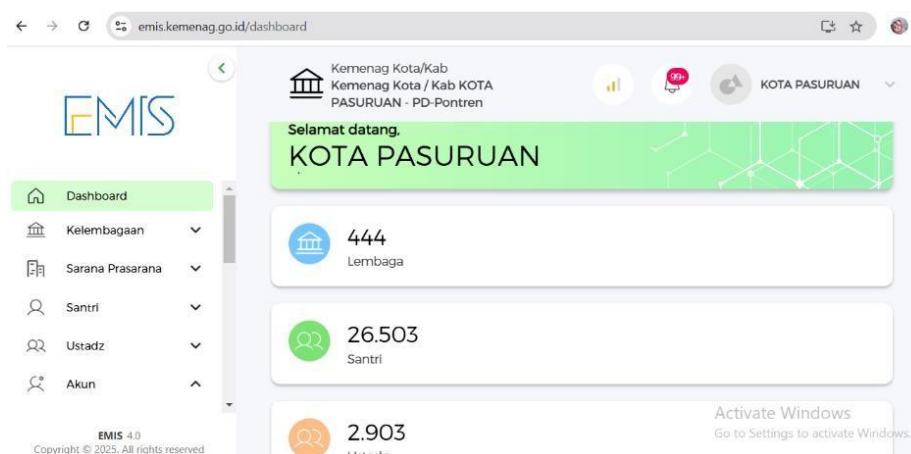 emis.kemenag.go.id/dashboard
EMIS
Kemenag Kota/Kab
Kemenag Kota / Kab KOTA
PASURUAN - PD-Pontren
99+
KOTA PASURUAN
Selamat datang,
KOTA PASURUAN
Dashboard
Kelembagaan
Sarana Prasarana
Santri
Ustadz
Akun
EMIS 4.0
Copyright © 2025. All rights reserved
444
Lembaga
26.503
Santri
2.903
Activate Windows
Go to Settings to activate Windows.